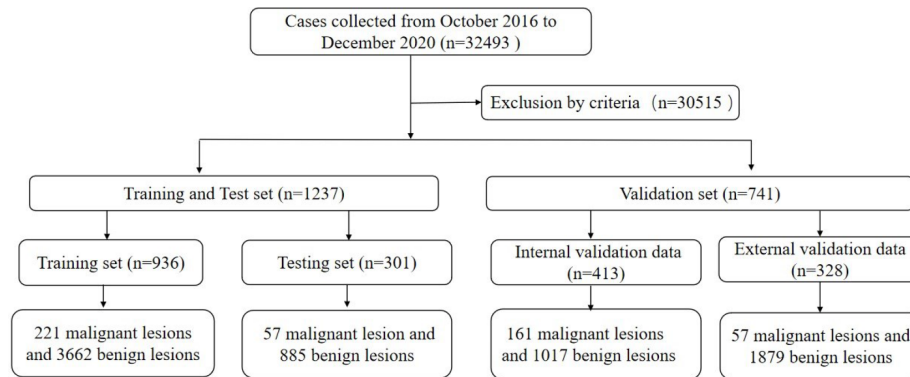 Cases collected from October 2016 to
December 2020 (n=32493 )
Exclusion by criteria （n=30515 ）
Training and Test set (n=1237)
Validation set (n=741)
Training set (n=936)
Testing set (n=301)
Internal validation data
(n=413)
External validation data
(n=328)
221 malignant lesions
and 3662 benign lesions
57 malignant lesion and
885 benign lesions
161 malignant lesions
and 1017 benign lesions
57 malignant lesions and
1879 benign lesions